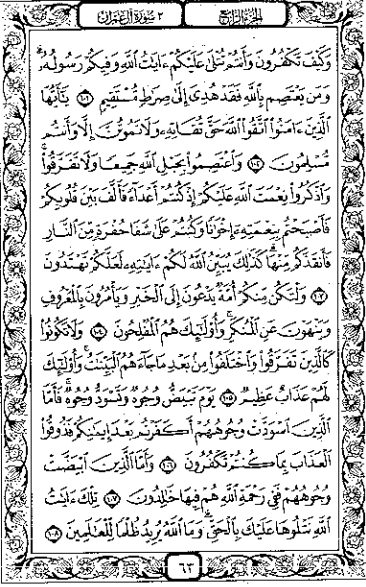 الجزء الرابع
٣ سورة آل عمران
وَكَيْفَ تَكْفُرُونَ وَأَنتُمْ تُتْلَىٰ عَلَيْكُمْ ءَايَٰتُ ٱللَّهِ وَفِيكُمْ رَسُولُهُۥ
وَمَن يَعْتَصِم بِٱللَّهِ فَقَدْ هُدِىَ إِلَىٰ صِرَٰطٍ مُّسْتَقِيمٍ ١٠١ يَٰٓأَيُّهَا
ٱلَّذِينَ ءَامَنُوا۟ ٱتَّقُوا۟ ٱللَّهَ حَقَّ تُقَاتِهِۦ وَلَا تَمُوتُنَّ إِلَّا وَأَنتُم
مُّسْلِمُونَ ١٠٢ وَٱعْتَصِمُوا۟ بِحَبْلِ ٱللَّهِ جَمِيعًا وَلَا تَفَرَّقُوا۟
وَٱذْكُرُوا۟ نِعْمَتَ ٱللَّهِ عَلَيْكُمْ إِذْ كُنتُمْ أَعْدَآءً فَأَلَّفَ بَيْنَ قُلُوبِكُمْ
فَأَصْبَحْتُم بِنِعْمَتِهِۦٓ إِخْوَٰنًا وَكُنتُمْ عَلَىٰ شَفَا حُفْرَةٍ مِّنَ ٱلنَّارِ
فَأَنقَذَكُم مِّنْهَا كَذَٰلِكَ يُبَيِّنُ ٱللَّهُ لَكُمْ ءَايَٰتِهِۦ لَعَلَّكُمْ تَهْتَدُونَ
١٠٣ وَلْتَكُن مِّنكُمْ أُمَّةٌ يَدْعُونَ إِلَى ٱلْخَيْرِ وَيَأْمُرُونَ بِٱلْمَعْرُوفِ
وَيَنْهَوْنَ عَنِ ٱلْمُنكَرِ وَأُو۟لَٰٓئِكَ هُمُ ٱلْمُفْلِحُونَ ١٠٤ وَلَا تَكُونُوا۟
كَٱلَّذِينَ تَفَرَّقُوا۟ وَٱخْتَلَفُوا۟ مِنۢ بَعْدِ مَا جَآءَهُمُ ٱلْبَيِّنَٰتُ وَأُو۟لَٰٓئِكَ
لَهُمْ عَذَابٌ عَظِيمٌ ١٠٥ يَوْمَ تَبْيَضُّ وُجُوهٌ وَتَسْوَدُّ وُجُوهٌ فَأَمَّا
ٱلَّذِينَ ٱسْوَدَّتْ وُجُوهُهُمْ أَكَفَرْتُم بَعْدَ إِيمَٰنِكُمْ فَذُوقُوا۟
ٱلْعَذَابَ بِمَا كُنتُمْ تَكْفُرُونَ ١٠٦ وَأَمَّا ٱلَّذِينَ ٱبْيَضَّتْ
وُجُوهُهُمْ فَفِى رَحْمَةِ ٱللَّهِ هُمْ فِيهَا خَٰلِدُونَ ١٠٧ تِلْكَ ءَايَٰتُ
ٱللَّهِ نَتْلُوهَا عَلَيْكَ بِٱلْحَقِّ وَمَا ٱللَّهُ يُرِيدُ ظُلْمًا لِّلْعَٰلَمِينَ ١٠٨
٦٣